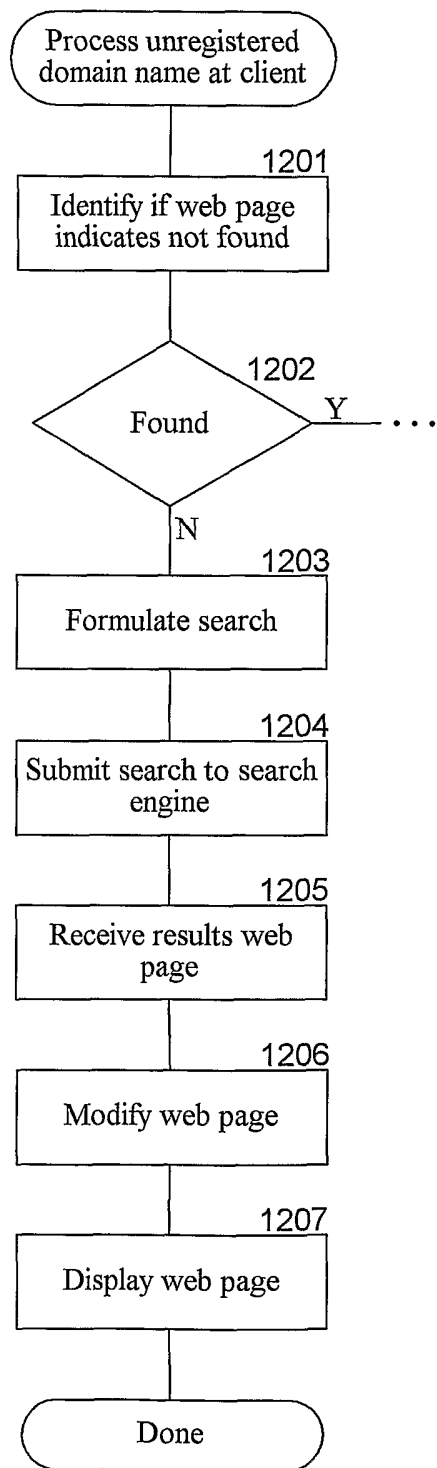 Process unregistered
domain name at client
1201
Identify if web page
indicates not found
1202
Found
Y
...
N
1203
Formulate search
1204
Submit search to search
engine
1205
Receive results web
page
1206
Modify web page
1207
Display web page
Done